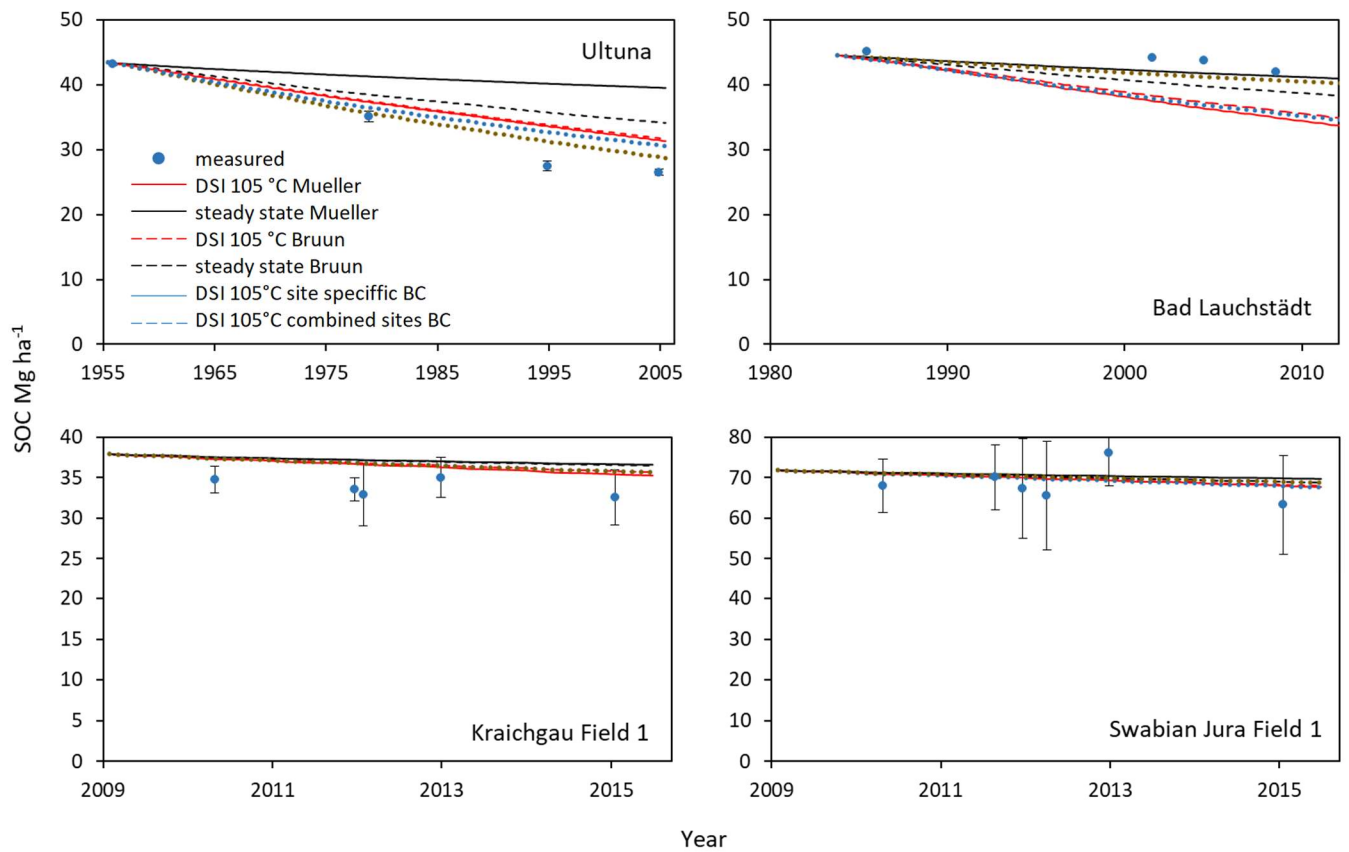 SOC Mg ha-1
50
40
30
20
10
0
Ultuna
measured
DSI 105 °C Mueller
steady state Mueller
DSI 105 °C Bruun
steady state Bruun
DSI 105°C site speciffic BC
DSI 105°C combined sites BC
1955 1965 1975 1985 1995 2005
50
40
30
20
10
0
Bad Lauchstädt
1980 1990 2000 2010
40
35
30
25
20
15
10
5
0
Kraichgau Field 1
2009 2011 2013 2015
80
70
60
50
40
30
20
10
0
Swabian Jura Field 1
2009 2011 2013 2015
Year